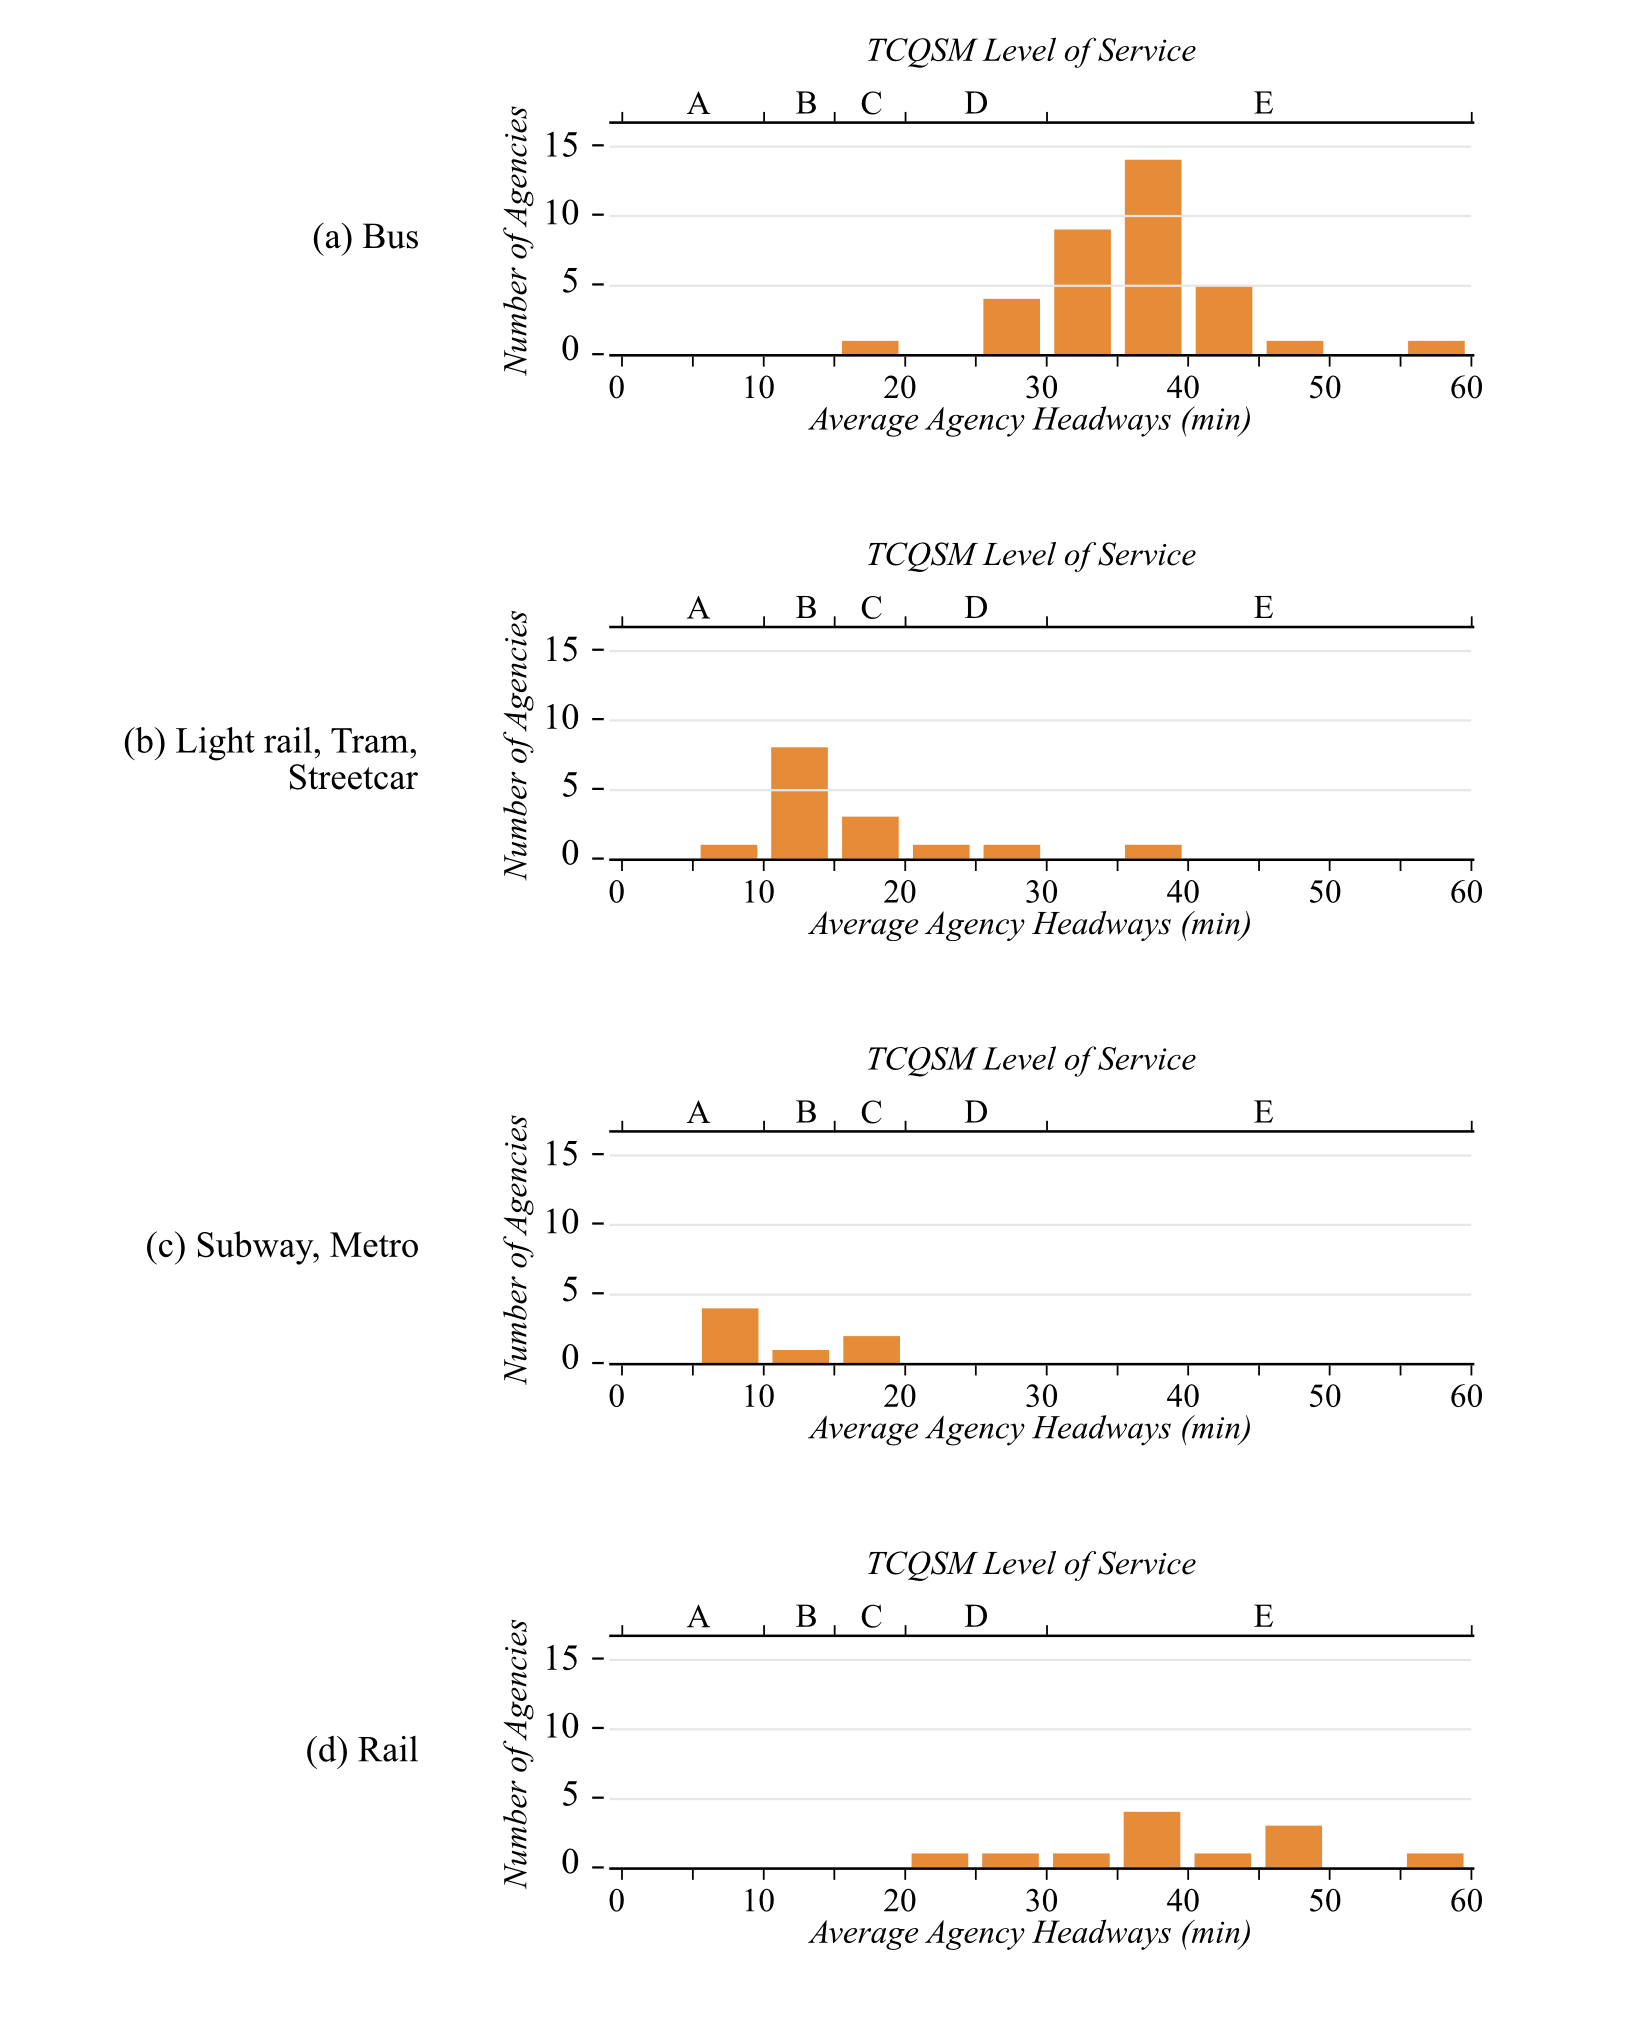 TCQSM Level of Service
A B C D E
(a) Bus
Number of Agencies
15
10
5
0
0 10 20 30 40 50 60
Average Agency Headways (min)
TCQSM Level of Service
A B C D E
(b) Light rail, Tram,
Streetcar
Number of Agencies
15
10
5
0
0 10 20 30 40 50 60
Average Agency Headways (min)
TCQSM Level of Service
A B C D E
(c) Subway, Metro
Number of Agencies
15
10
5
0
0 10 20 30 40 50 60
Average Agency Headways (min)
TCQSM Level of Service
A B C D E
(d) Rail
Number of Agencies
15
10
5
0
0 10 20 30 40 50 60
Average Agency Headways (min)